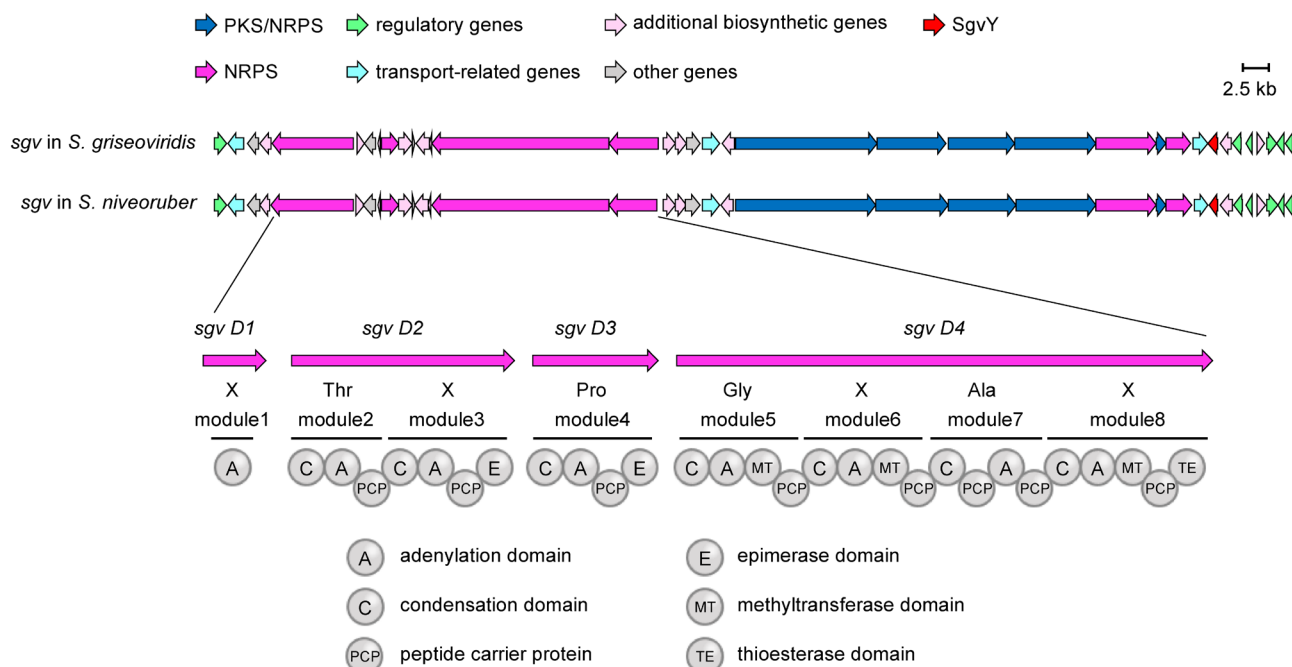 PKS/NRPS regulatory genes additional biosynthetic genes SgvY
NRPS transport-related genes other genes
2.5 kb
sgv in S. griseoviridis
sgv in S. niveoruber
sgv D1 sgv D2 sgv D3 sgv D4
X Thr X Pro Gly X Ala X
module1 module2 module3 module4 module5 module6 module7 module8
A C A PCP C A PCP E C A PCP E C A MT PCP C A MT PCP C PCP A PCP C A MT PCP TE
A adenylation domain E epimerase domain
C condensation domain MT methyltransferase domain
PCP peptide carrier protein TE thioesterase domain